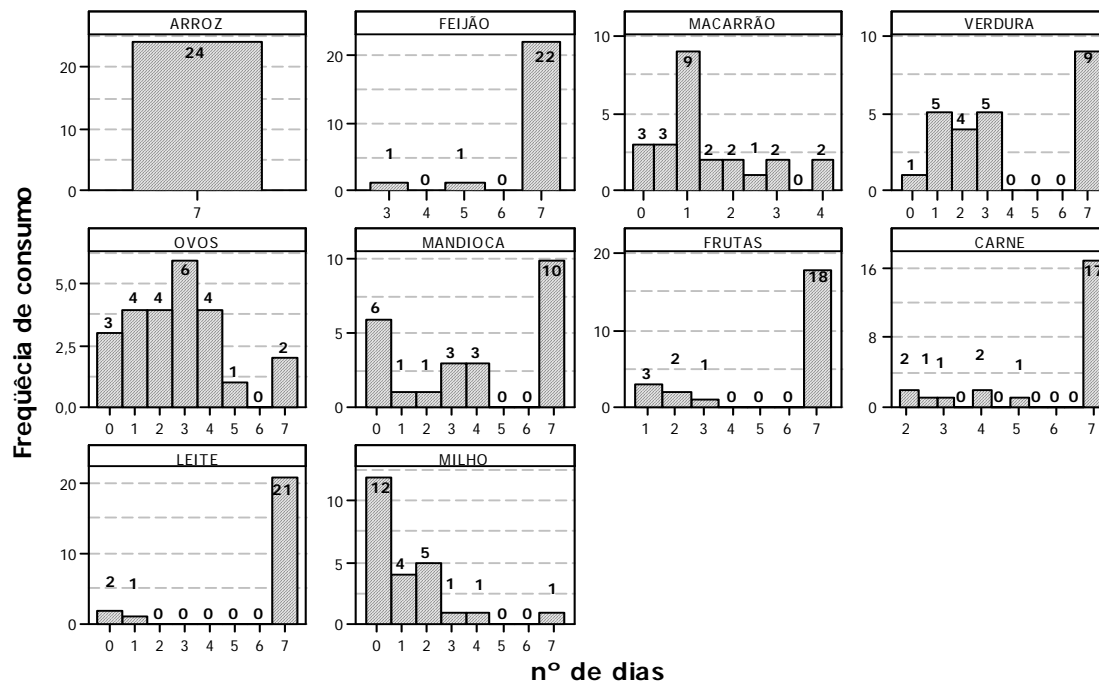 ARROZ FEIJÃO MACARRÃO VERDURA
20 10 0 24 7
20 10 0 1 0 1 0 22 3 4 5 6 7
10 5 0 3 3 9 2 2 1 2 0 2 0 1 2 3 4
10 5 0 1 5 4 5 0 0 0 9 0 1 2 3 4 5 6 7
OVOS MANDIOCA FRUTAS CARNE
5,0 2,5 0,0 3 4 4 6 4 1 0 2 0 1 2 3 4 5 6 7
10 5 0 6 1 1 3 3 0 0 10 0 1 2 3 4 5 6 7
20 10 0 3 2 1 0 0 0 18 1 2 3 4 5 6 7
16 8 0 2 1 1 0 2 0 1 0 0 0 17 2 3 4 5 6 7
LEITE MILHO
20 10 0 2 1 0 0 0 0 0 21 0 1 2 3 4 5 6 7
10 5 0 12 4 5 1 1 0 0 1 0 1 2 3 4 5 6 7
Freqüêcia de consumo
nº de dias